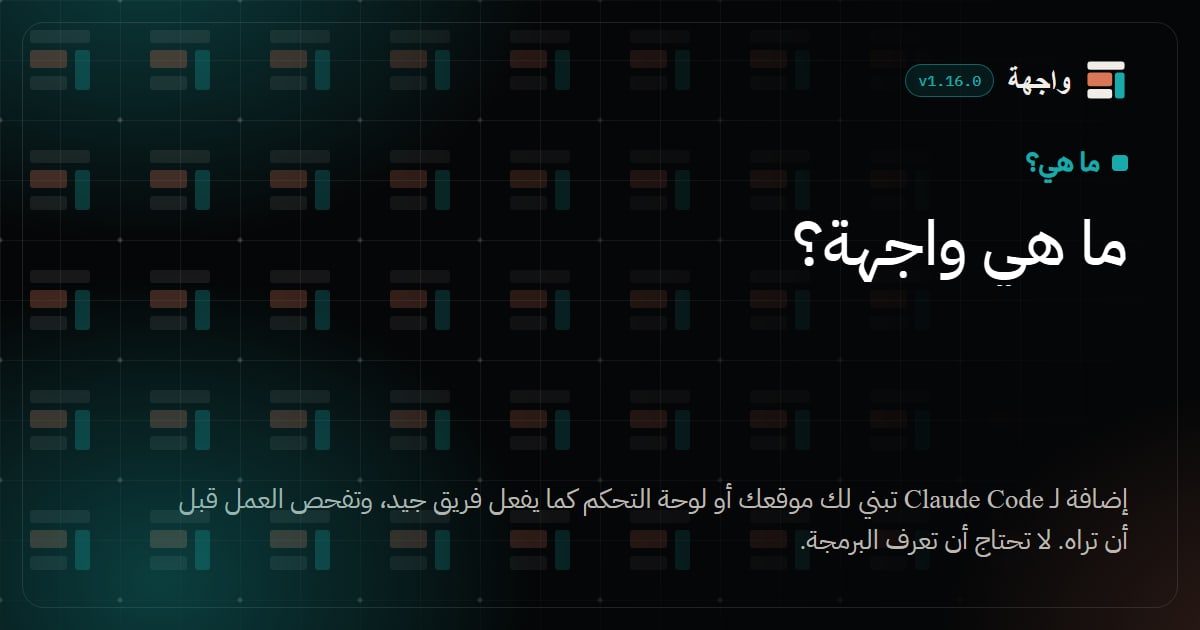 واجهة v1.16.0
ما هي؟
ما هي واجهة؟
إضافة لـ Claude Code تبني لك موقعك أو لوحة التحكم كما يفعل فريق جيد، وتفحص العمل قبل
أن تراه. لا تحتاج أن تعرف البرمجة.